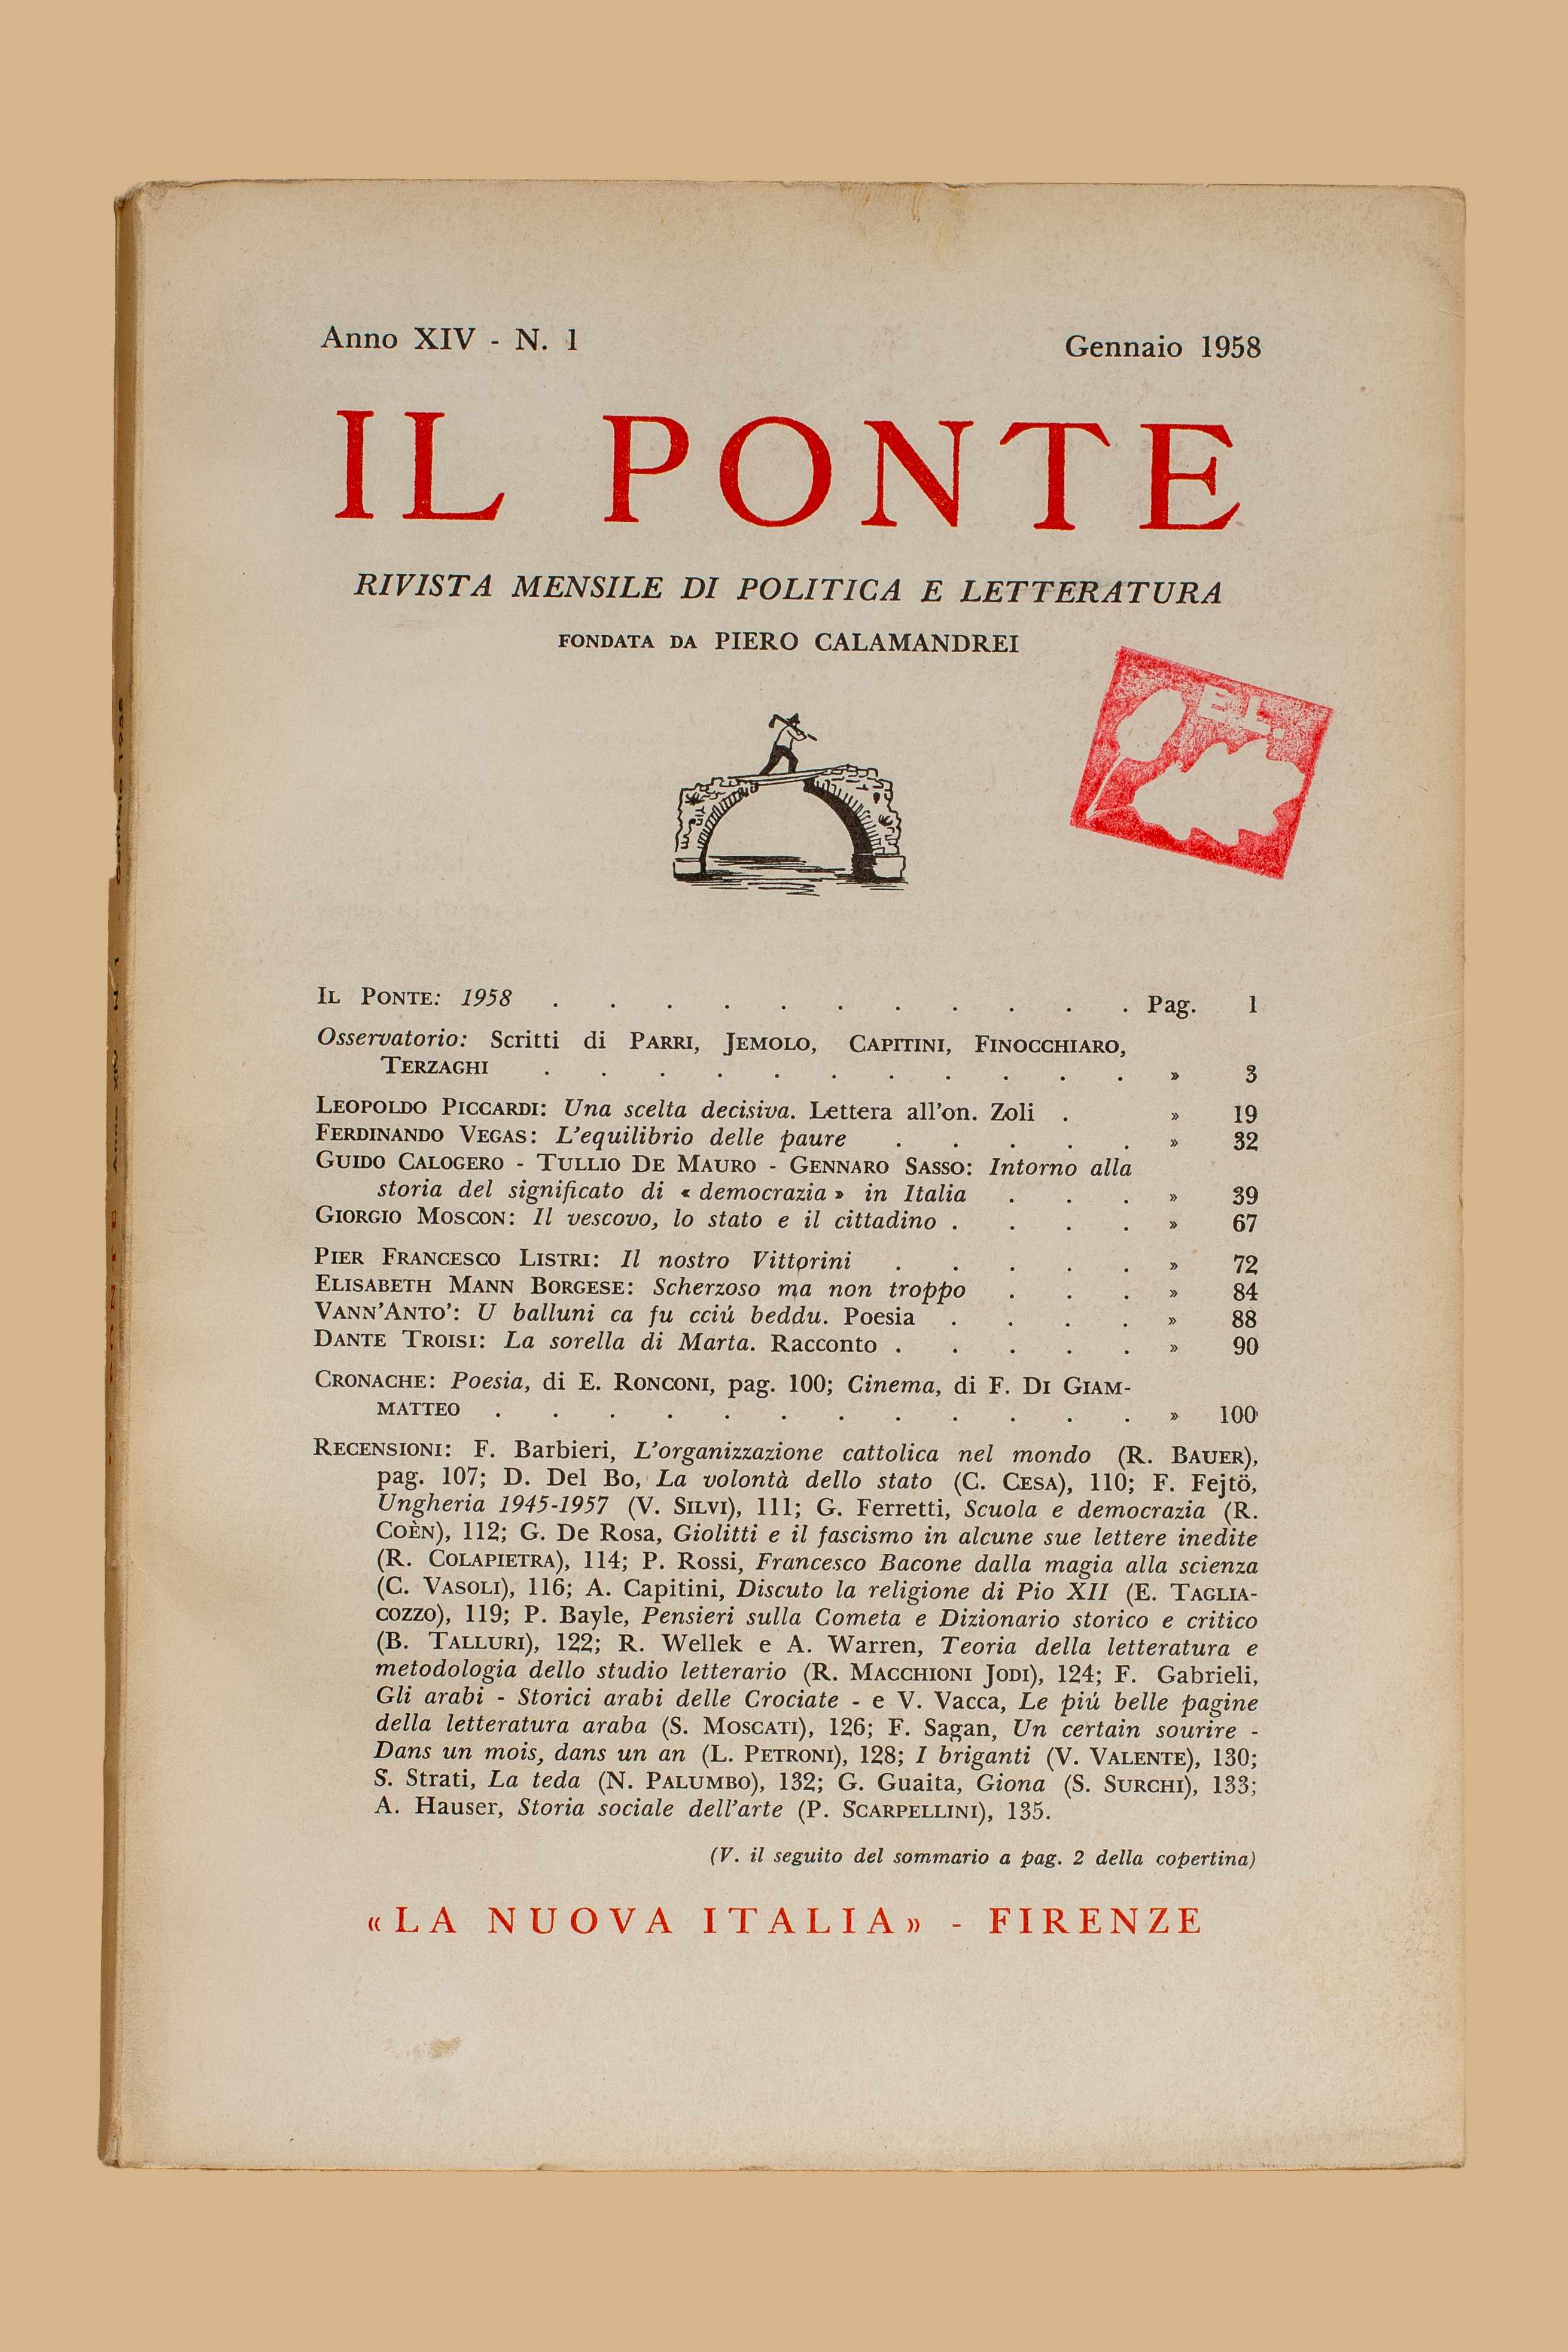 Anno XIV - N. 1
Gennaio 1958
IL PONTE
RIVISTA MENSILE DI POLITICA E LETTERATURA
FONDATA DA PIERO CALAMANDREI
E.L.
IL PONTE: 1958 . . . . . . . . . . . Pag. 1
Osservatorio: Scritti di PARRI, JEMOLO, CAPITINI, FINOCCHIARO,
TERZAGHI . . . . . . . . . . . » 3
LEOPOLDO PICCARDI: Una scelta decisiva. Lettera all'on. Zoli . » 19
FERDINANDO VEGAS: L'equilibrio delle paure . . . . . » 32
GUIDO CALOGERO - TULLIO DE MAURO - GENNARO SASSO: Intorno alla
storia del significato di « democrazia » in Italia . . . » 39
GIORGIO MOSCON: Il vescovo, lo stato e il cittadino . . . . » 67
PIER FRANCESCO LISTRI: Il nostro Vittorini . . . . . » 72
ELISABETH MANN BORGESE: Scherzoso ma non troppo . . . » 84
VANN'ANTO': U balluni ca fu cciú beddu. Poesia . . . . » 88
DANTE TROISI: La sorella di Marta. Racconto . . . . . » 90
CRONACHE: Poesia, di E. RONCONI, pag. 100; Cinema, di F. DI GIAM-
MATTEO . . . . . . . . . . . . » 100
RECENSIONI: F. Barbieri, L'organizzazione cattolica nel mondo (R. BAUER),
pag. 107; D. Del Bo, La volontà dello stato (C. CESA), 110; F. Fejtö,
Ungheria 1945-1957 (V. SILVI), 111; G. Ferretti, Scuola e democrazia (R.
COÈN), 112; G. De Rosa, Giolitti e il fascismo in alcune sue lettere inedite
(R. COLAPIETRA), 114; P. Rossi, Francesco Bacone dalla magia alla scienza
(C. VASOLI), 116; A. Capitini, Discuto la religione di Pio XII (E. TAGLIA-
COZZO), 119; P. Bayle, Pensieri sulla Cometa e Dizionario storico e critico
(B. TALLURI), 122; R. Wellek e A. Warren, Teoria della letteratura e
metodologia dello studio letterario (R. MACCHIONI JODI), 124; F. Gabrieli,
Gli arabi - Storici arabi delle Crociate - e V. Vacca, Le piú belle pagine
della letteratura araba (S. MOSCATI), 126; F. Sagan, Un certain sourire -
Dans un mois, dans un an (L. PETRONI), 128; I briganti (V. VALENTE), 130;
S. Strati, La teda (N. PALUMBO), 132; G. Guaita, Giona (S. SURCHI), 133;
A. Hauser, Storia sociale dell'arte (P. SCARPELLINI), 135.
(V. il seguito del sommario a pag. 2 della copertina)
«LA NUOVA ITALIA» - FIRENZE